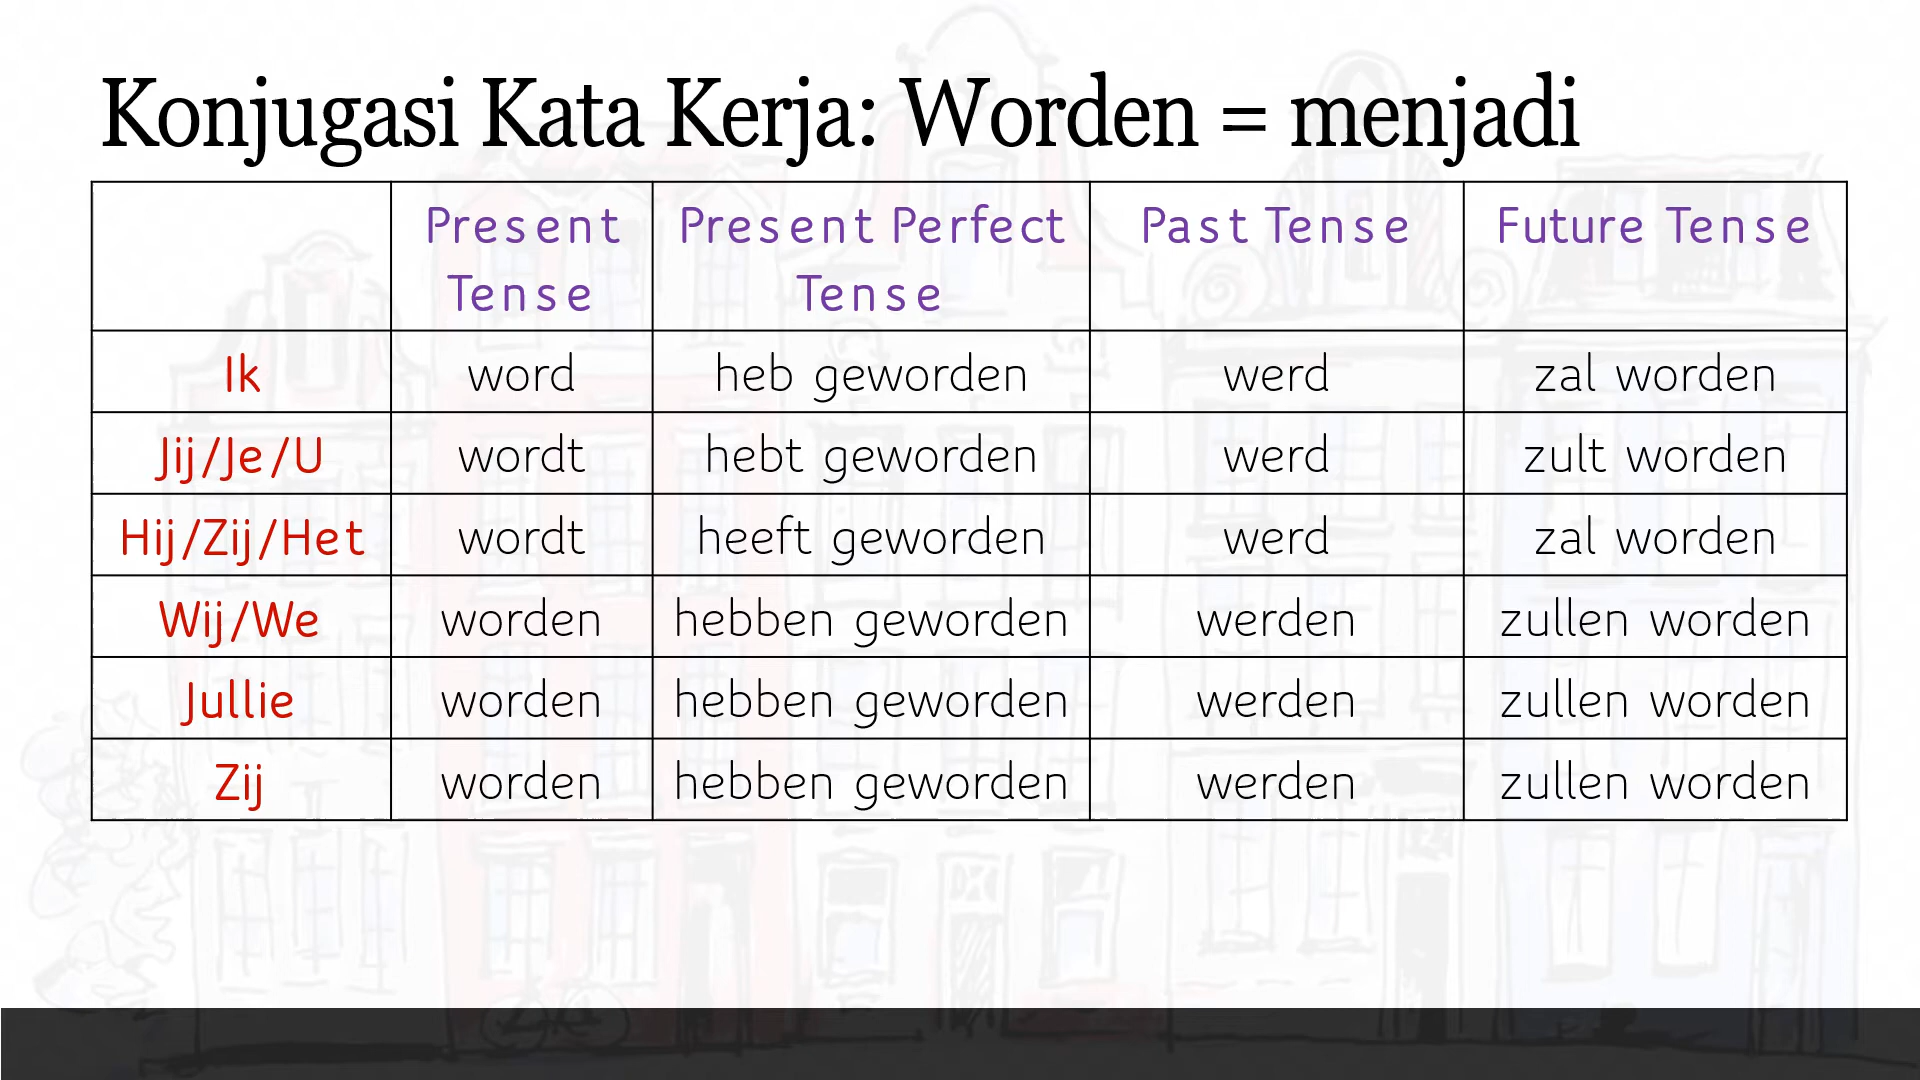 Konjugasi Kata Kerja: Worden = menjadi
Present Tense Present Perfect Tense Past Tense Future Tense
Ik word heb geworden werd zal worden
Jij/Je/U wordt hebt geworden werd zult worden
Hij/Zij/Het wordt heeft geworden werd zal worden
Wij/We worden hebben geworden werden zullen worden
Jullie worden hebben geworden werden zullen worden
Zij worden hebben geworden werden zullen worden